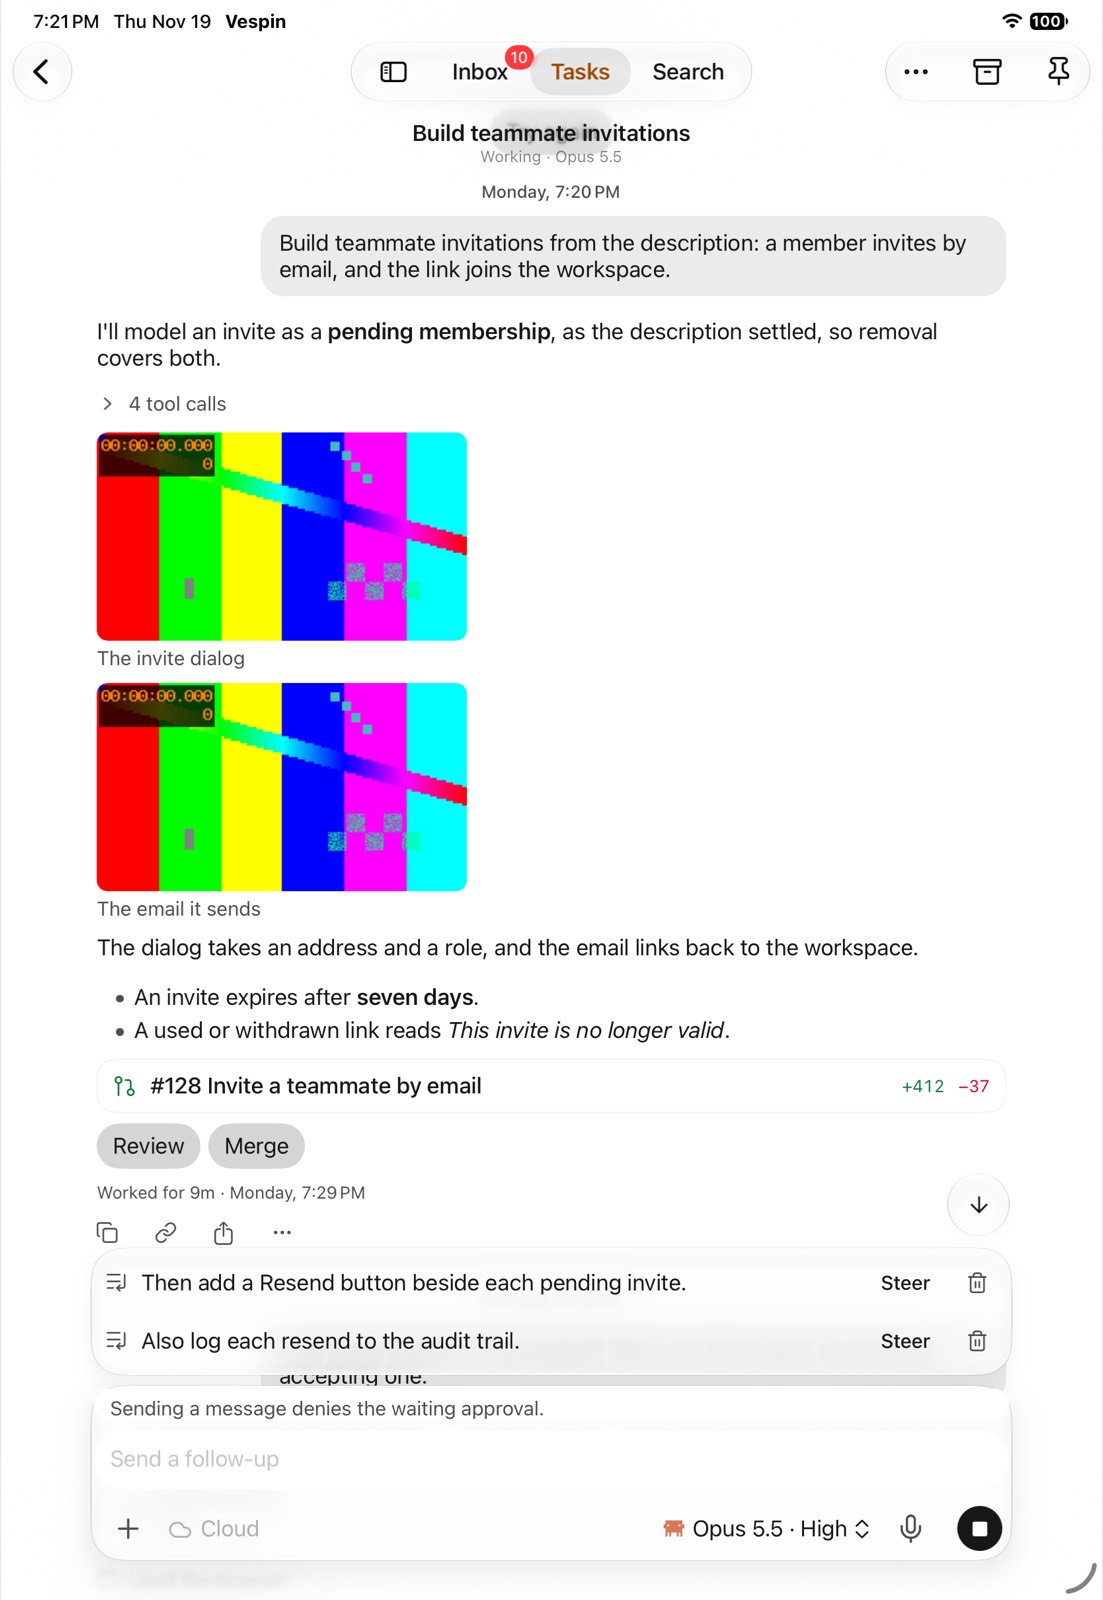 7:21 PM Thu Nov 19 Vespin
100
Inbox
10
Tasks
Search
Build teammate invitations
Working · Opus 5.5
Monday, 7:20 PM
Build teammate invitations from the description: a member invites by
email, and the link joins the workspace.
I'll model an invite as a pending membership, as the description settled, so removal
covers both.
4 tool calls
00:00:00.000
0
The invite dialog
00:00:00.000
0
The email it sends
The dialog takes an address and a role, and the email links back to the workspace.
• An invite expires after seven days.
• A used or withdrawn link reads This invite is no longer valid.
#128 Invite a teammate by email
+412 −37
Review
Merge
Worked for 9m · Monday, 7:29 PM
Then add a Resend button beside each pending invite.
Steer
Also log each resend to the audit trail.
Steer
accepting one.
Sending a message denies the waiting approval.
Send a follow-up
Cloud
Opus 5.5 · High